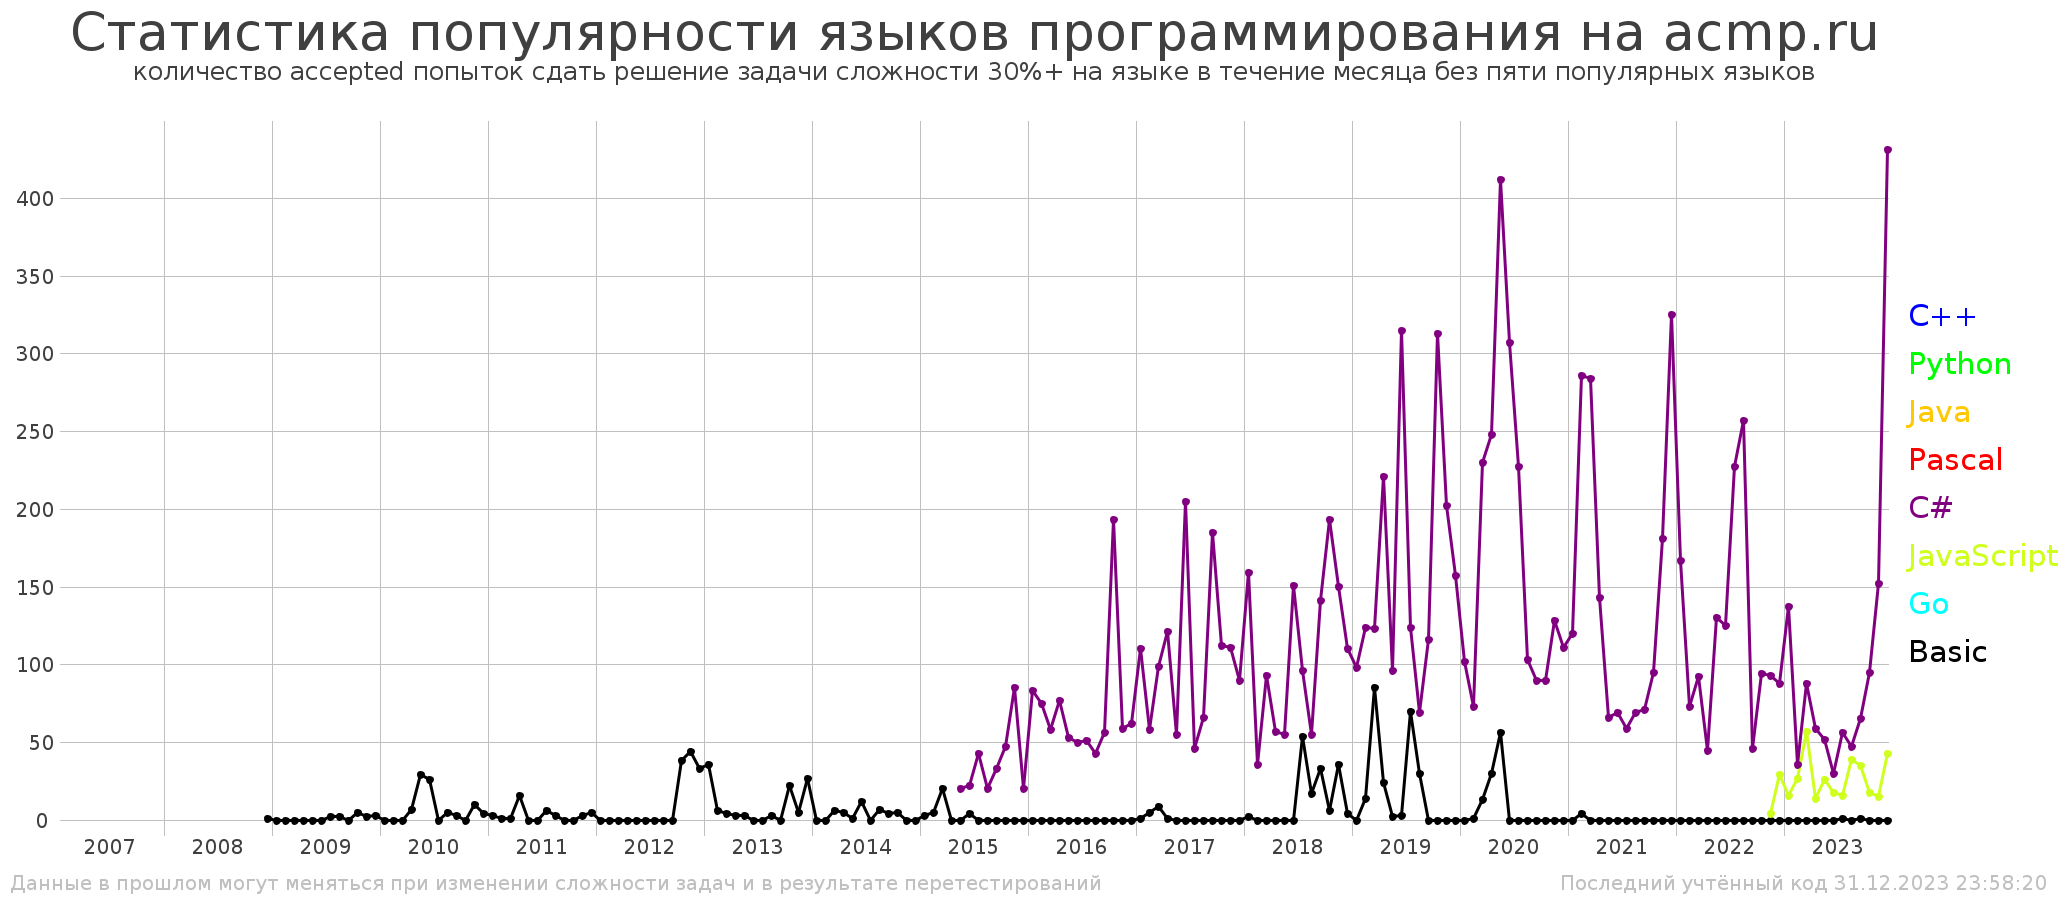 Статистика популярности языков программирования на acmp.ru
количество accepted попыток сдать решение задачи сложности 30%+ на языке в течение месяца без пяти популярных языков
400
350
300
250
200
150
100
50
0
2007 2008 2009 2010 2011 2012 2013 2014 2015 2016 2017 2018 2019 2020 2021 2022 2023
C++
Python
Java
Pascal
C#
JavaScript
Go
Basic
Данные в прошлом могут меняться при изменении сложности задач и в результате перетестирований
Последний учтённый код 31.12.2023 23:58:20